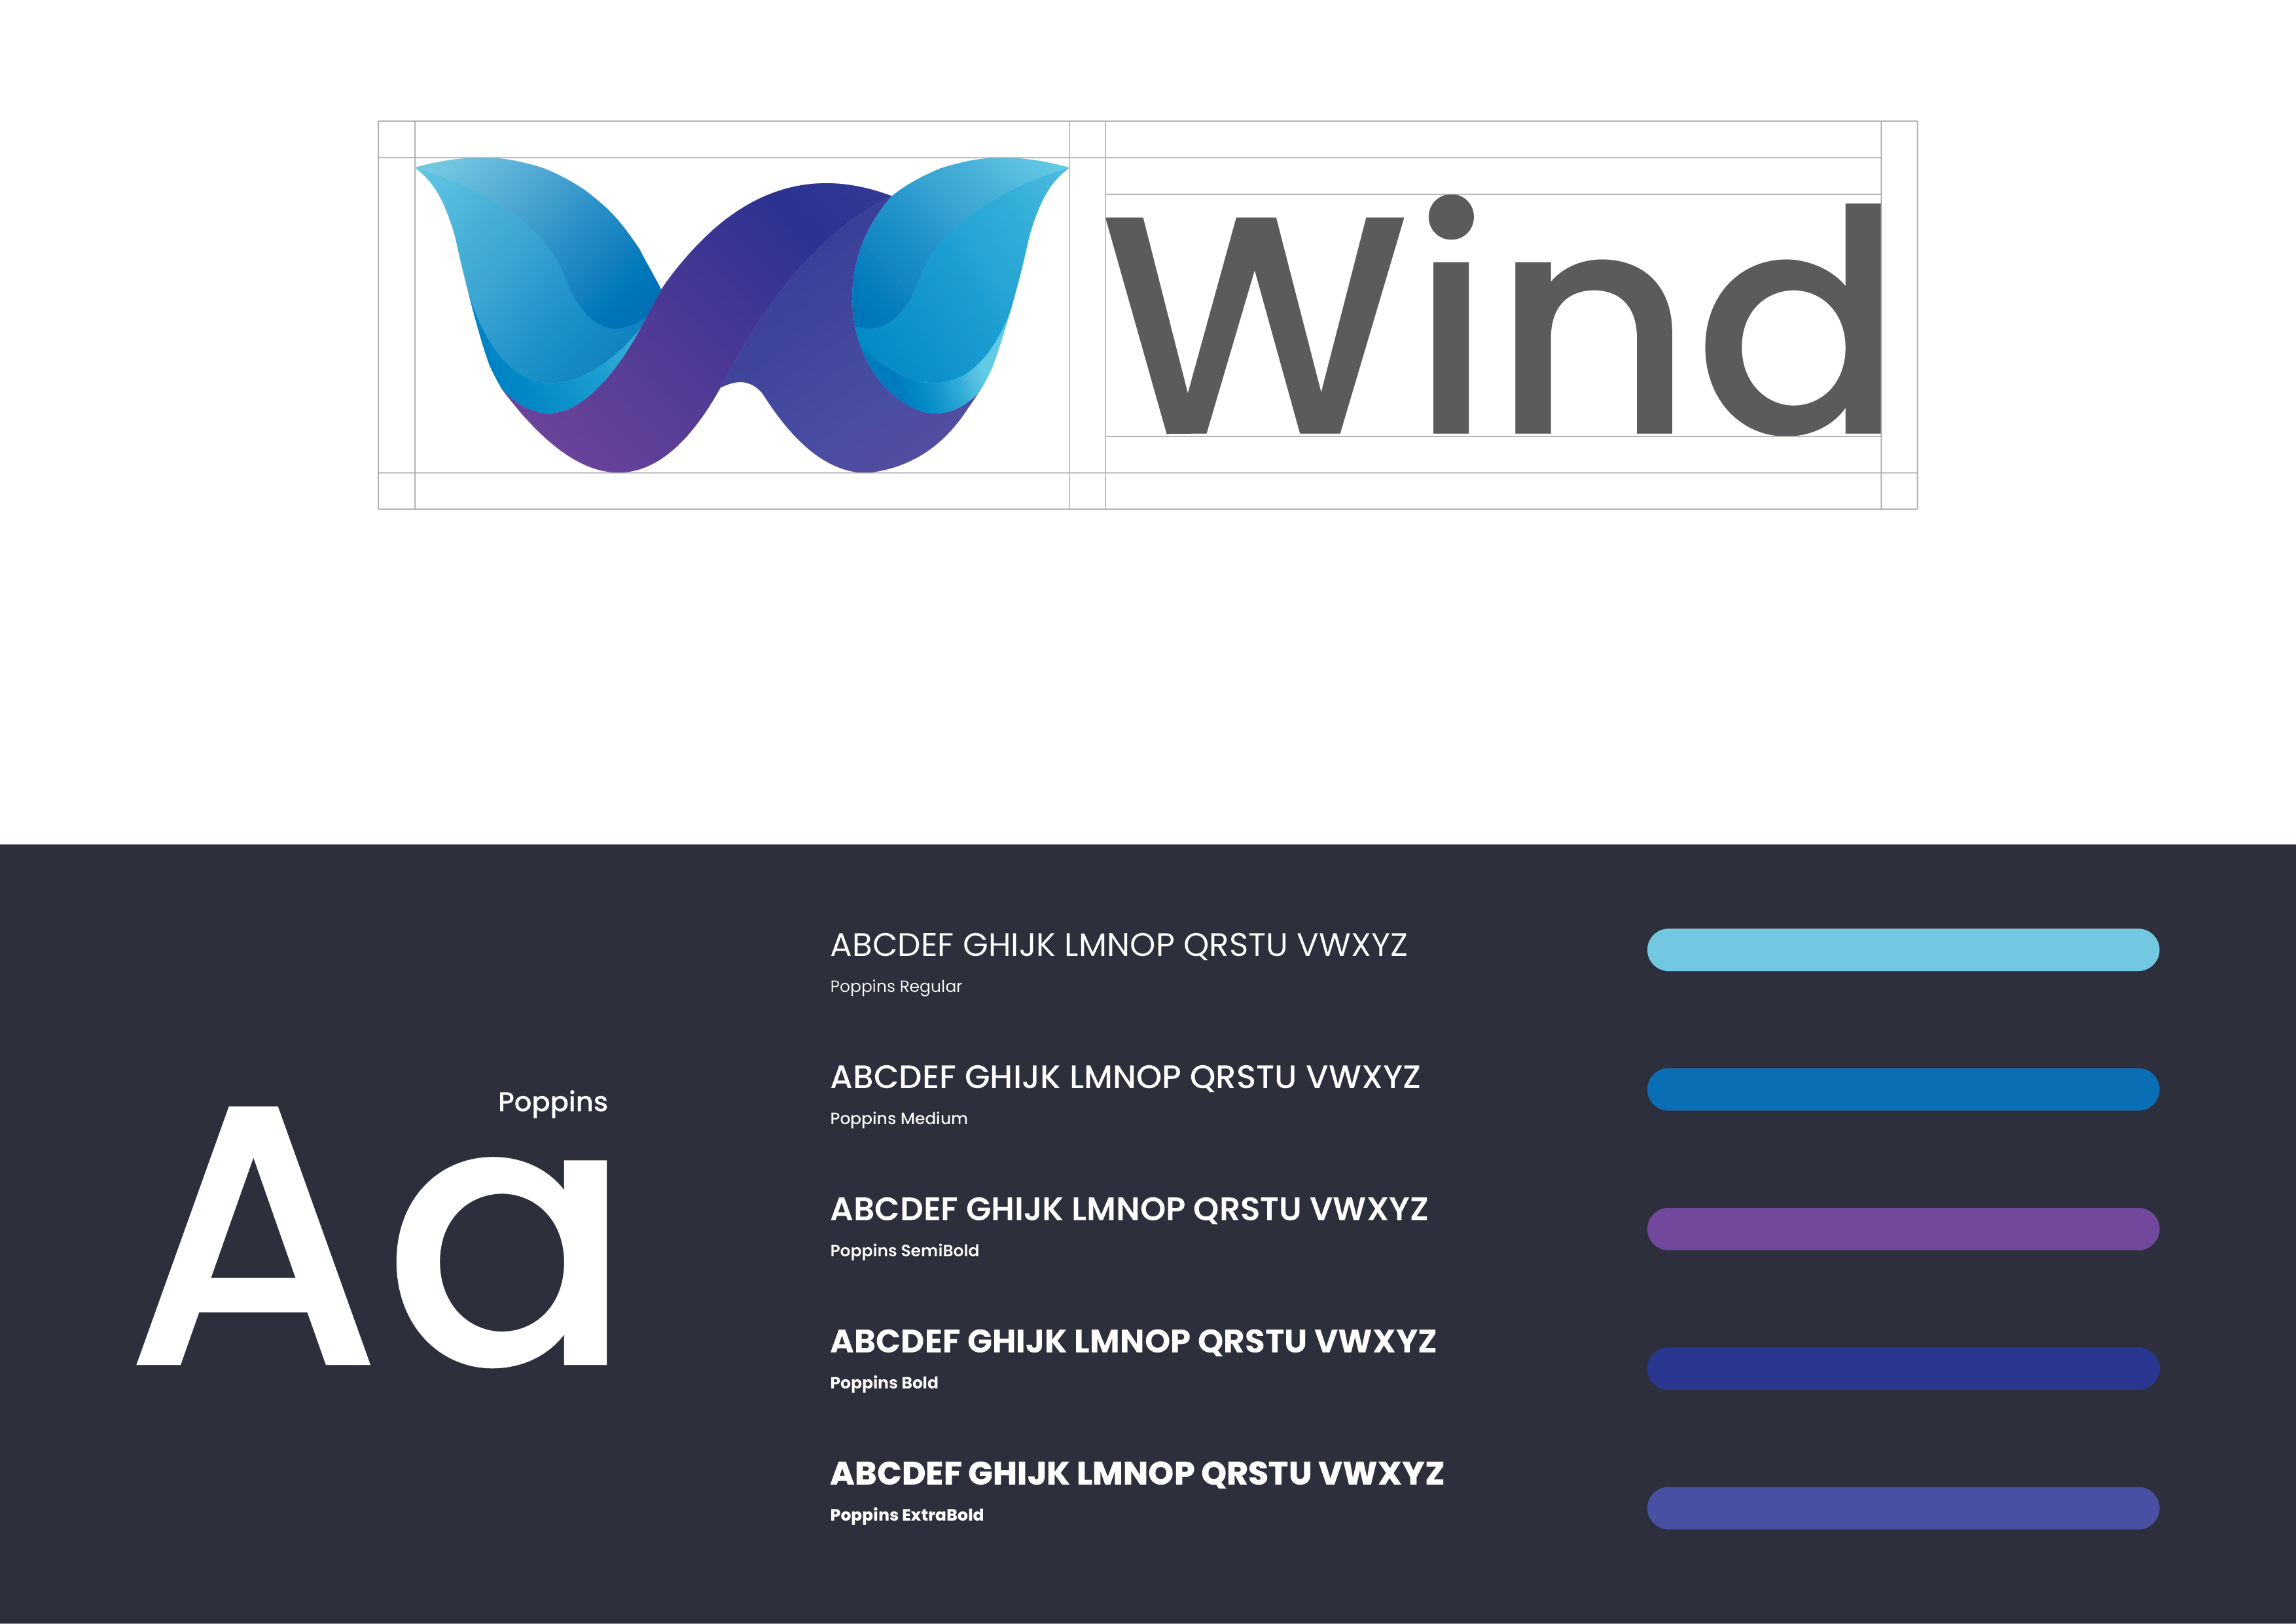 Wind
Poppins
Aa
ABCDEF GHIJK LMNOP QRSTU VWXYZ
Poppins Regular
ABCDEF GHIJK LMNOP QRSTU VWXYZ
Poppins Medium
ABCDEF GHIJK LMNOP QRSTU VWXYZ
Poppins SemiBold
ABCDEF GHIJK LMNOP QRSTU VWXYZ
Poppins Bold
ABCDEF GHIJK LMNOP QRSTU VWXYZ
Poppins ExtraBold